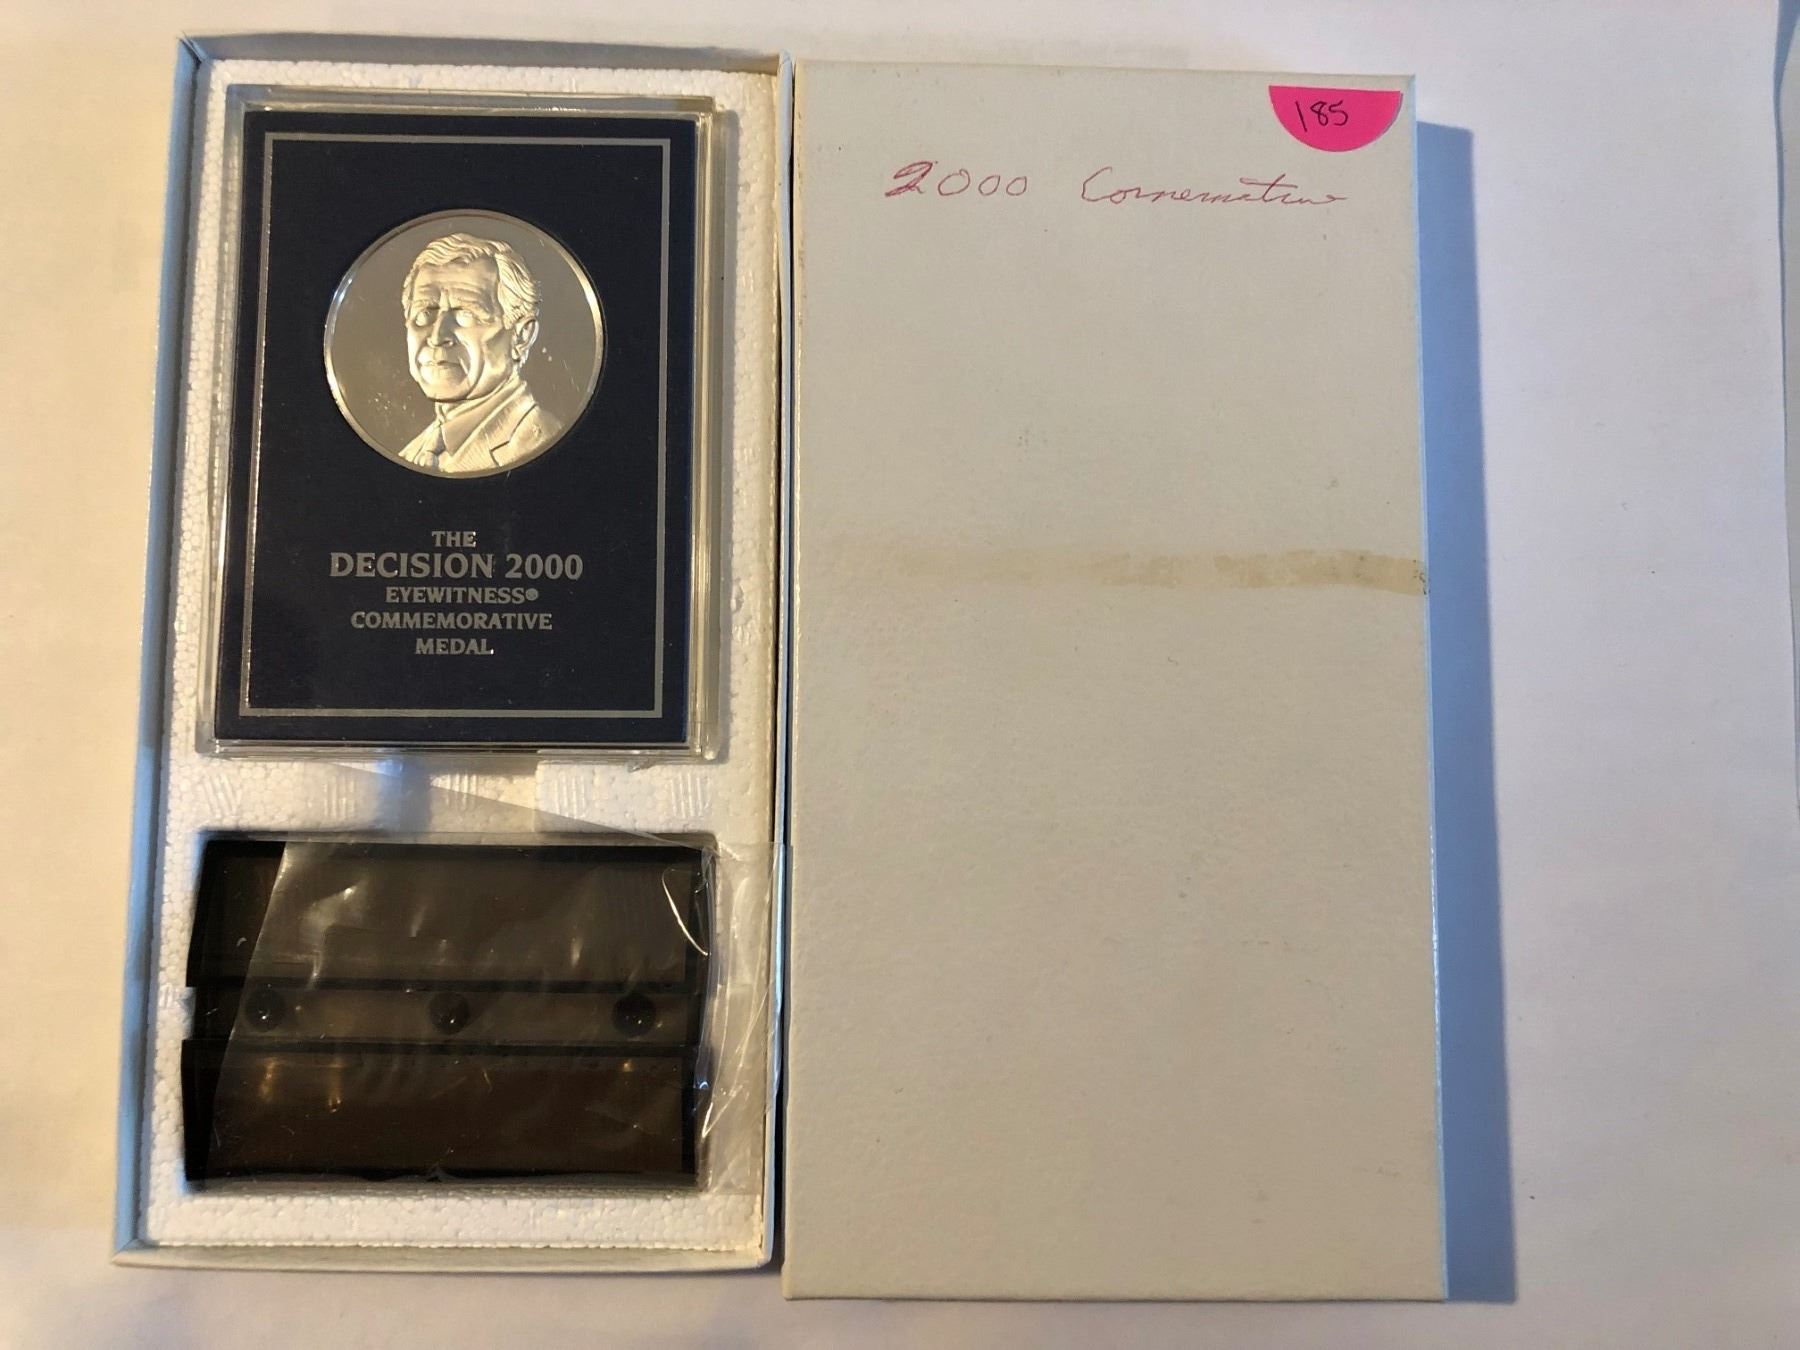 THE
DECISION 2000
EYEWITNESS®
COMMEMORATIVE
MEDAL
185
2000 Commemorative